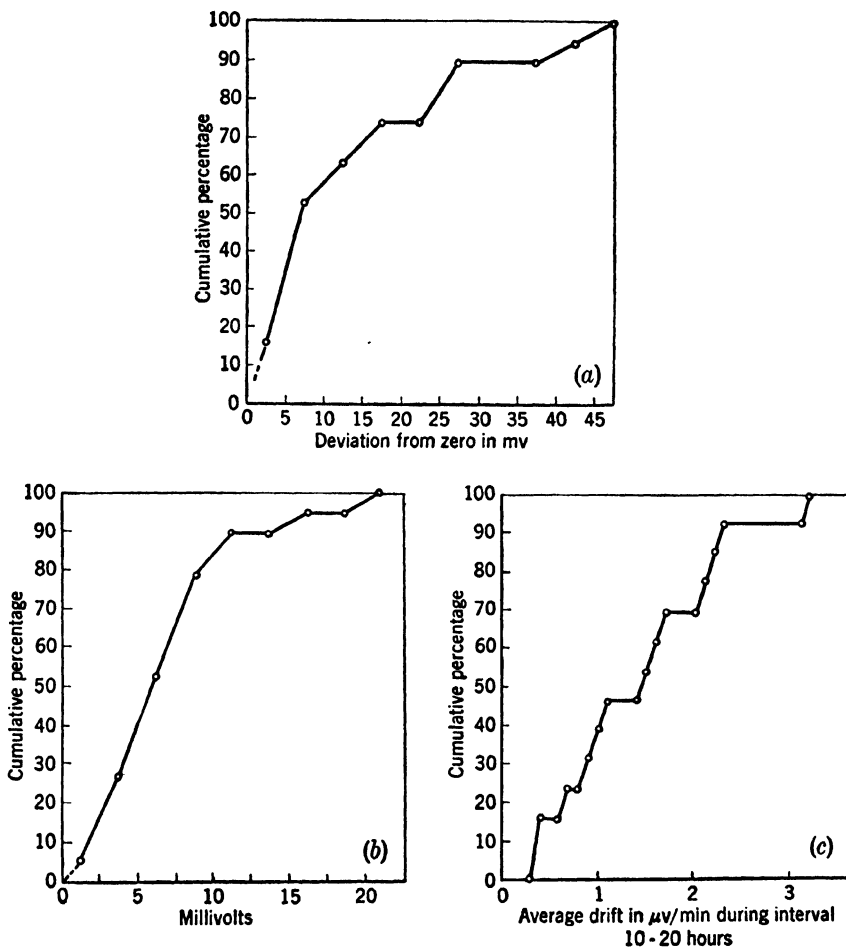 100
90
80
70
60
50
40
30
20
10
0
Cumulative percentage
0 5 10 15 20 25 30 35 40 45
Deviation from zero in mv
(a)
100
90
80
70
60
50
40
30
20
10
0
Cumulative percentage
0 5 10 15 20
Millivolts
(b)
100
90
80
70
60
50
40
30
20
10
0
Cumulative percentage
0 1 2 3
Average drift in μv/min during interval
10 - 20 hours
(c)